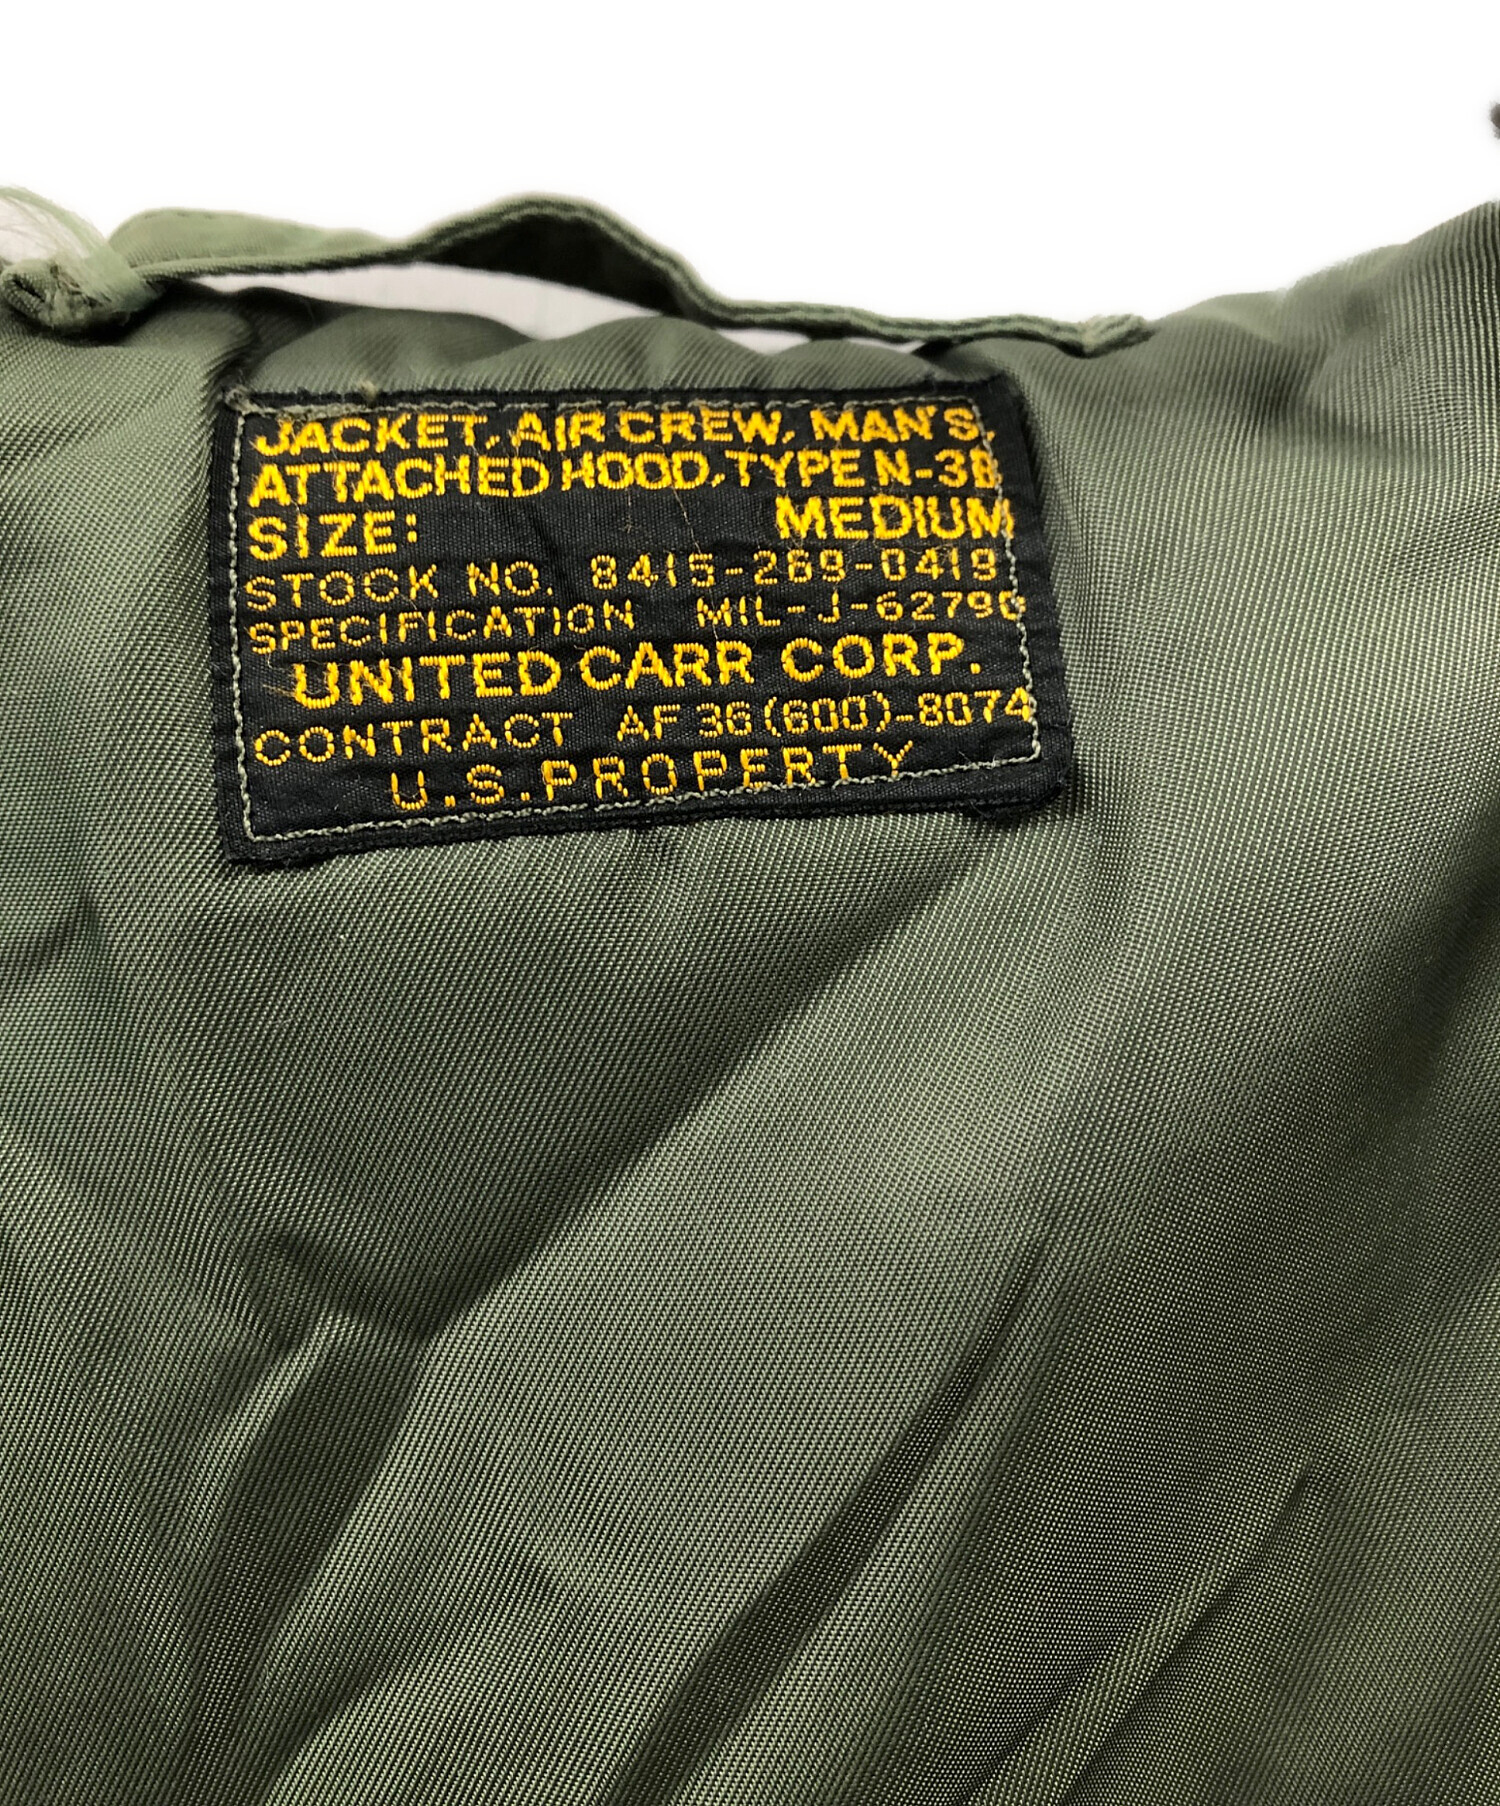 JACKET, AIR CREW, MAN'S,
ATTACHED HOOD, TYPE N-3B
SIZE: MEDIUM
STOCK NO. 8415-269-0419
SPECIFICATION MIL-J-6279G
UNITED CARR CORP.
CONTRACT AF 36(600)-8074
U.S. PROPERTY